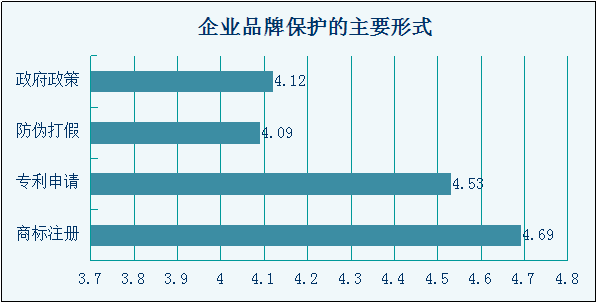 企业品牌保护的主要形式
政府政策 4.12
防伪打假 4.09
专利申请 4.53
商标注册 4.69
3.7 3.8 3.9 4 4.1 4.2 4.3 4.4 4.5 4.6 4.7 4.8